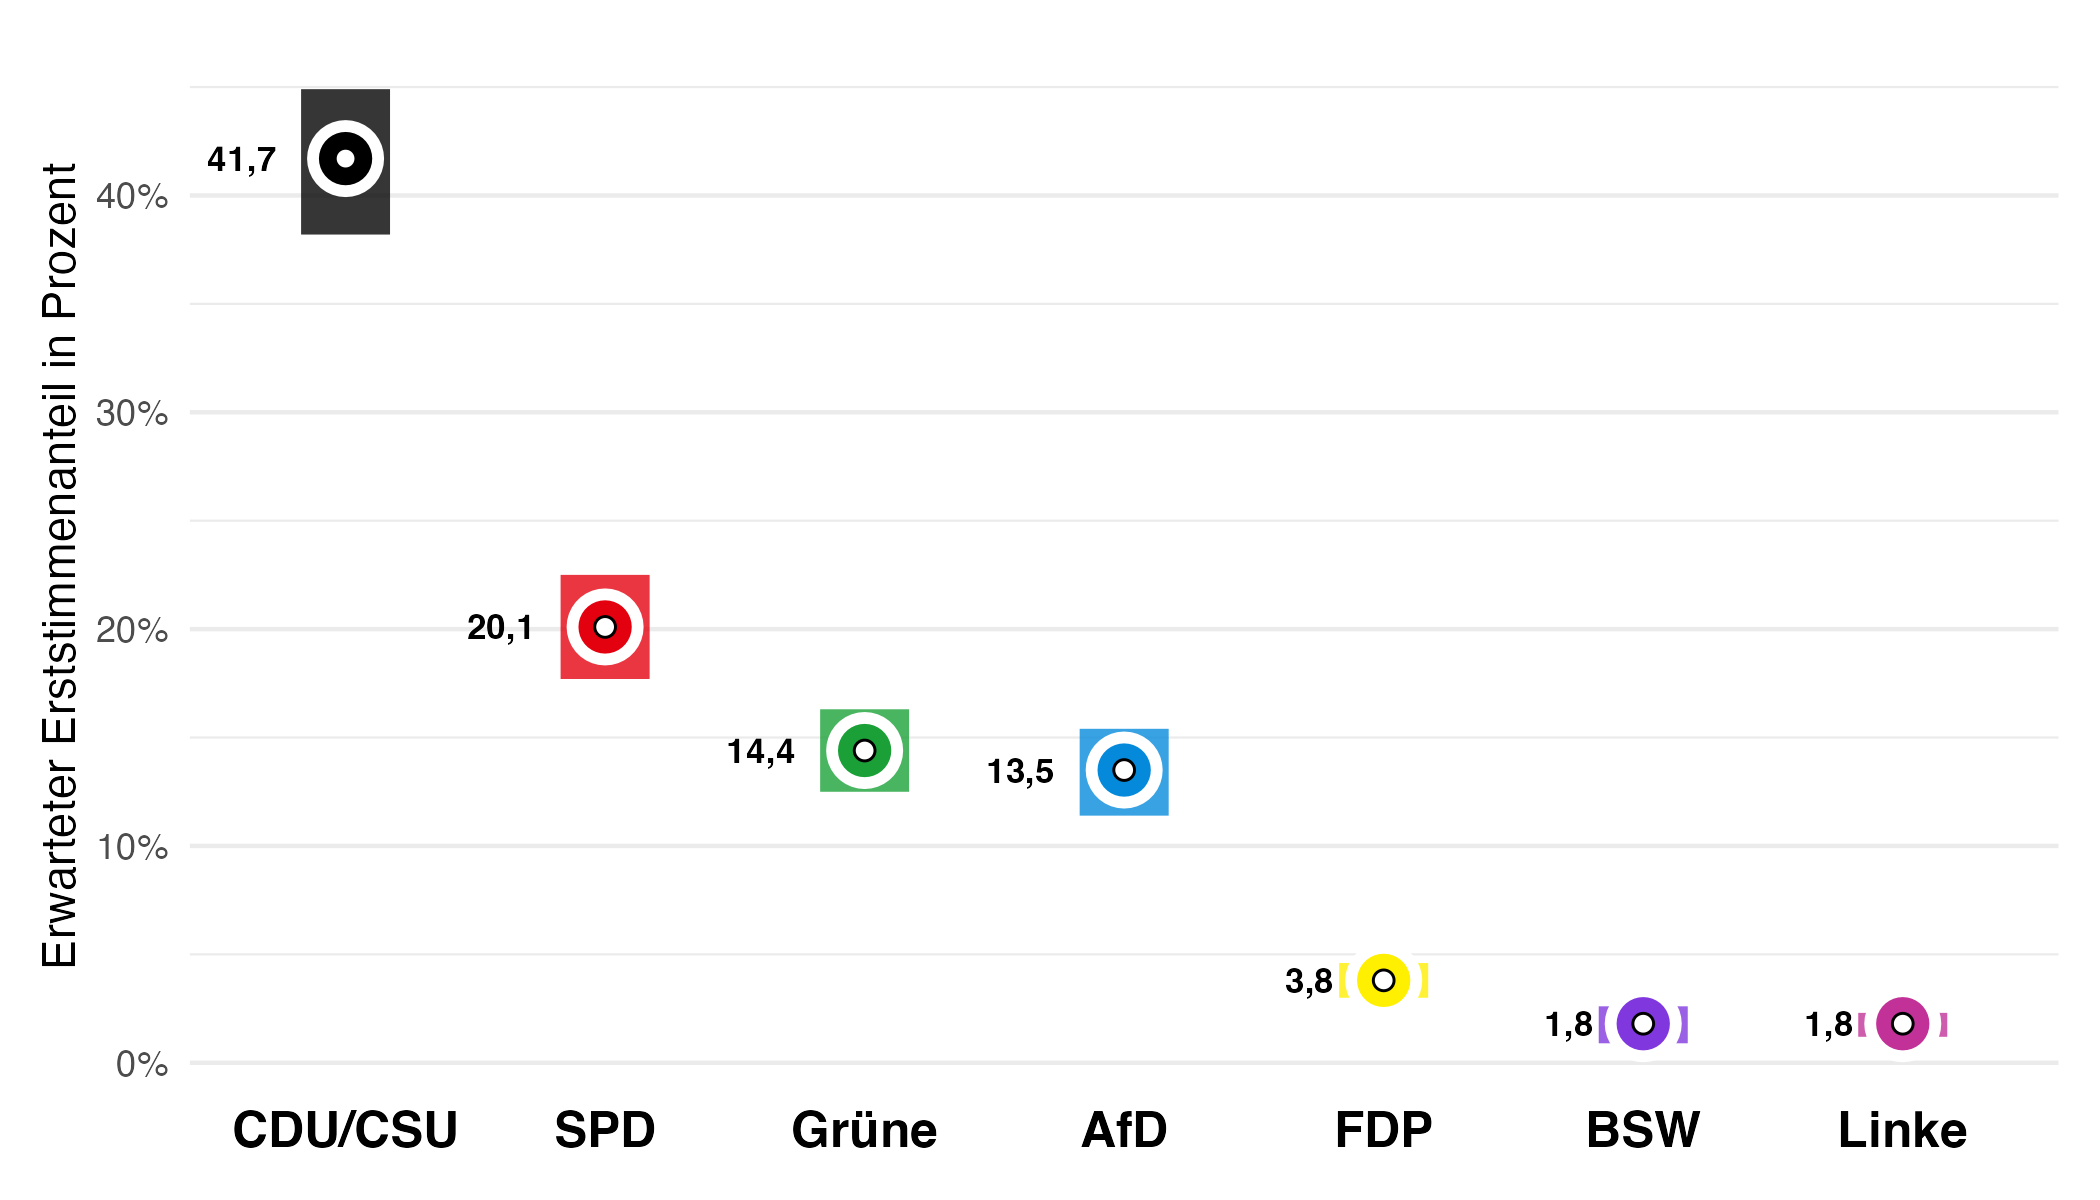 Erwarteter Erststimmenanteil in Prozent
40%
30%
20%
10%
0%
41,7
20,1
14,4
13,5
3,8
1,8
1,8
CDU/CSU
SPD
Grüne
AfD
FDP
BSW
Linke